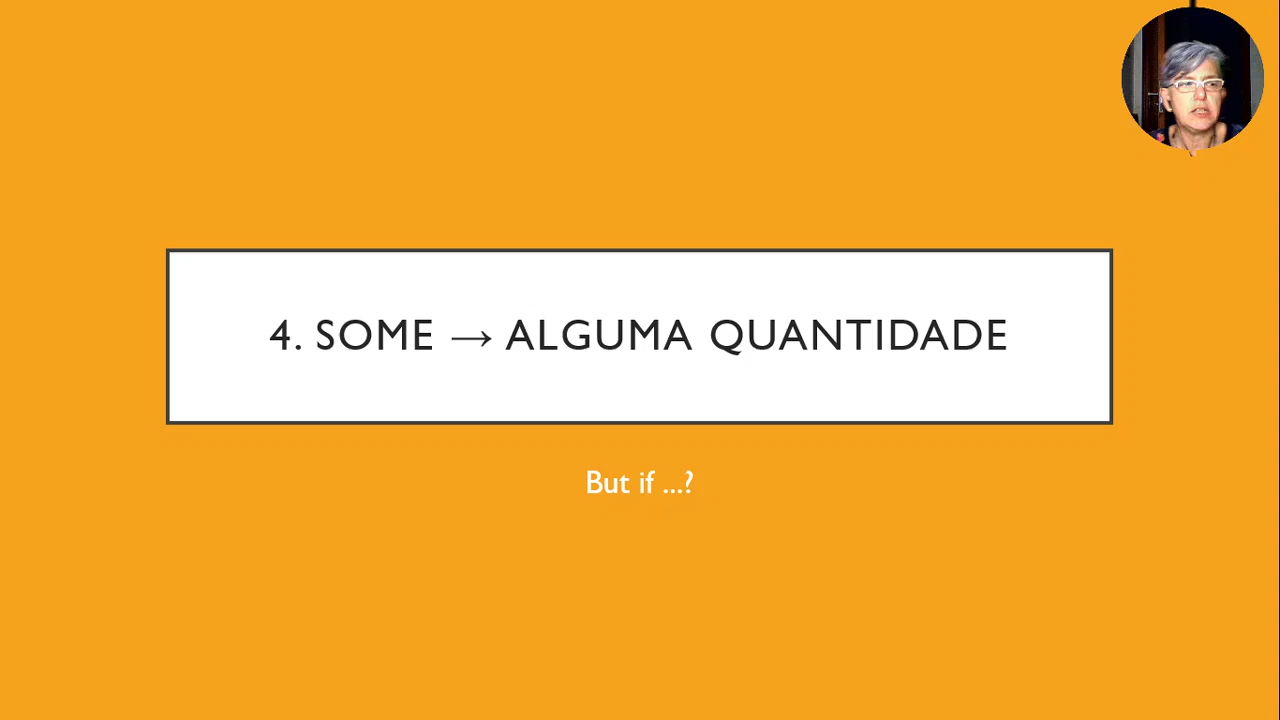 4. SOME → ALGUMA QUANTIDADE
But if ...?